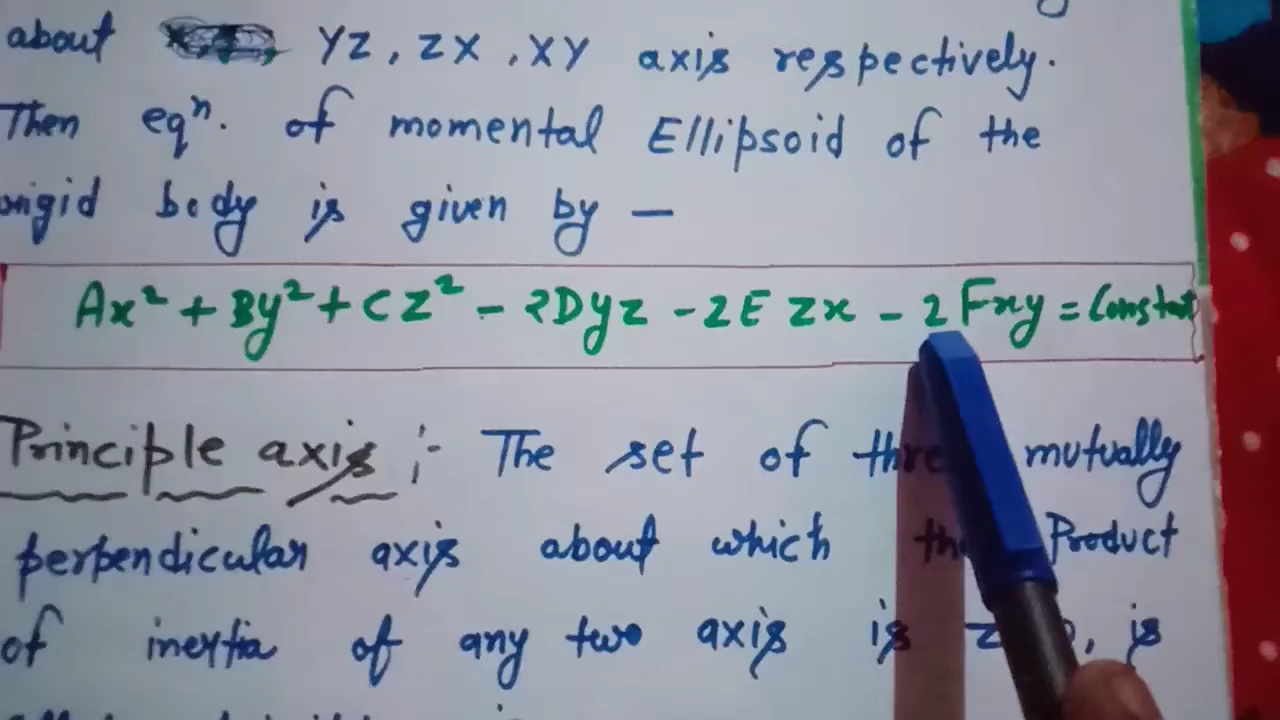 about YZ, ZX, XY axis respectively.
Then eqⁿ. of momental Ellipsoid of the
rigid body is given by —
Ax² + By² + CZ² - 2Dyz - 2E zx - 2Fxy = Constant
Principle axis :- The set of three mutually
perpendicular axis about which the Product
of inertia of any two axis is zero, is